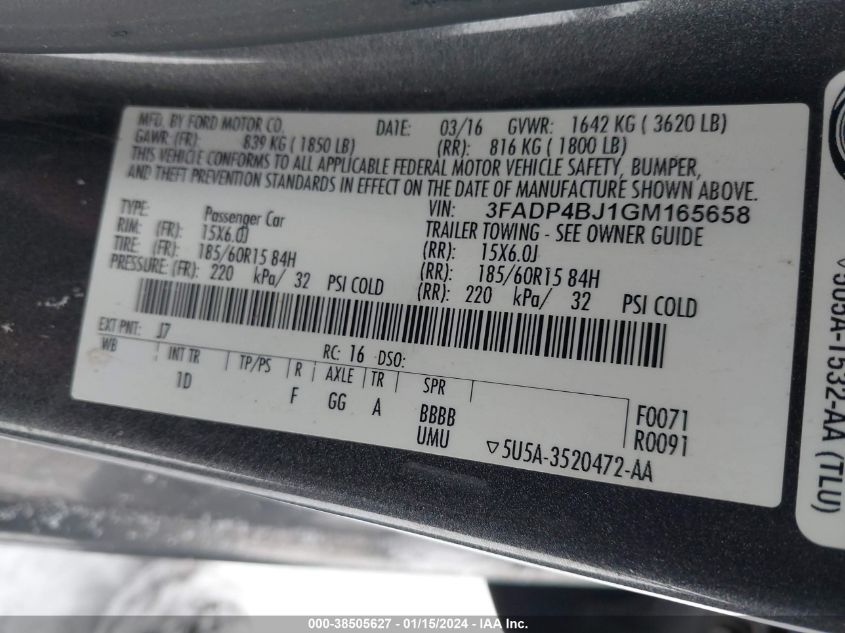 MFD. BY FORD MOTOR CO. DATE: 03/16 GVWR: 1642 KG ( 3620 LB)
GAWR: (FR): 839 KG ( 1850 LB) (RR): 816 KG ( 1800 LB)
THIS VEHICLE CONFORMS TO ALL APPLICABLE FEDERAL MOTOR VEHICLE SAFETY, BUMPER,
AND THEFT PREVENTION STANDARDS IN EFFECT ON THE DATE OF MANUFACTURE SHOWN ABOVE.
VIN: 3FADP4BJ1GM165658
TYPE: Passenger Car TRAILER TOWING - SEE OWNER GUIDE
RIM: (FR): 15X6.0J (RR): 15X6.0J
TIRE: (FR): 185/60R15 84H (RR): 185/60R15 84H
PRESSURE: (FR): 220 kPa/ 32 PSI COLD (RR): 220 kPa/ 32 PSI COLD
EXT PNT: J7 RC: 16 DSO:
WB INT TR TP/PS R AXLE TR SPR
1D F GG A BBBB F0071
UMU R0091
▽5U5A-3520472-AA
▽5U5A-1532-AA (TLU)
000-38505627 - 01/15/2024 - IAA Inc.